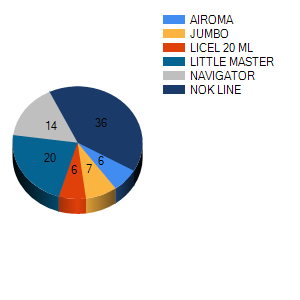 AIROMA
JUMBO
LICEL 20 ML
LITTLE MASTER
NAVIGATOR
NOK LINE
36
14
20
6
7
6